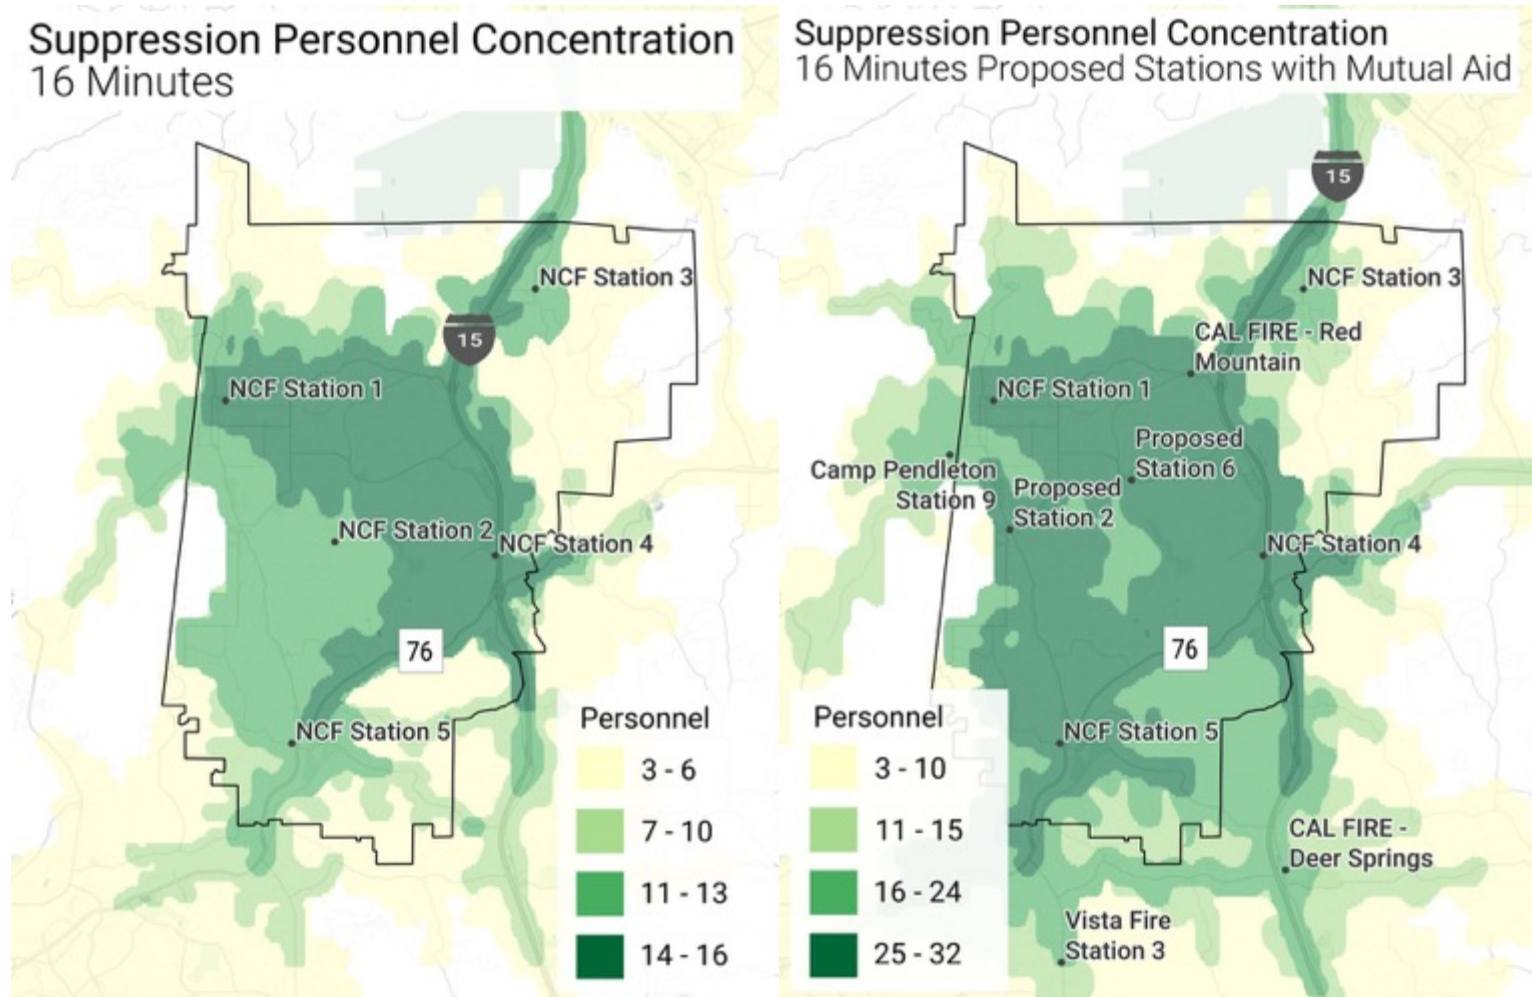 Suppression Personnel Concentration
16 Minutes
NCF Station 3
15
NCF Station 1
NCF Station 2
NCF Station 4
76
NCF Station 5
Personnel
3 - 6
7 - 10
11 - 13
14 - 16
Suppression Personnel Concentration
16 Minutes Proposed Stations with Mutual Aid
15
NCF Station 3
CAL FIRE - Red
Mountain
NCF Station 1
Proposed
Station 6
Camp Pendleton
Station 9
Proposed
Station 2
NCF Station 4
76
NCF Station 5
Personnel
3 - 10
11 - 15
16 - 24
25 - 32
CAL FIRE -
Deer Springs
Vista Fire
Station 3